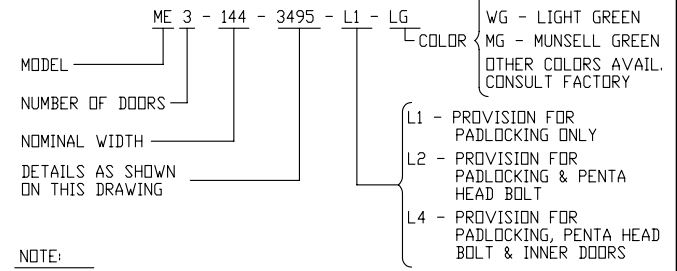 ME 3 - 144 - 3495 - L1 - LG
COLOR
WG - LIGHT GREEN
MG - MUNSELL GREEN
OTHER COLORS AVAIL.
CONSULT FACTORY
MODEL
NUMBER OF DOORS
NOMINAL WIDTH
DETAILS AS SHOWN
ON THIS DRAWING
L1 - PROVISION FOR
PADLOCKING ONLY
L2 - PROVISION FOR
PADLOCKING & PENTA
HEAD BOLT
L4 - PROVISION FOR
PADLOCKING, PENTA HEAD
BOLT & INNER DOORS
NOTE: